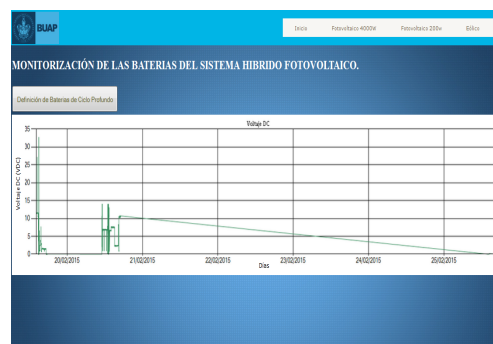 BUAP
Inicio Fotovoltaico 4000W Fotovoltaico 200w Eólico
MONITORIZACIÓN DE LAS BATERIAS DEL SISTEMA HIBRIDO FOTOVOLTAICO.
Definición de Baterias de Ciclo Profundo
Voltaje DC
Voltaje DC (VDC)
35
30
25
20
15
10
5
0
20/02/2015 21/02/2015 22/02/2015 23/02/2015 24/02/2015 25/02/2015
Días